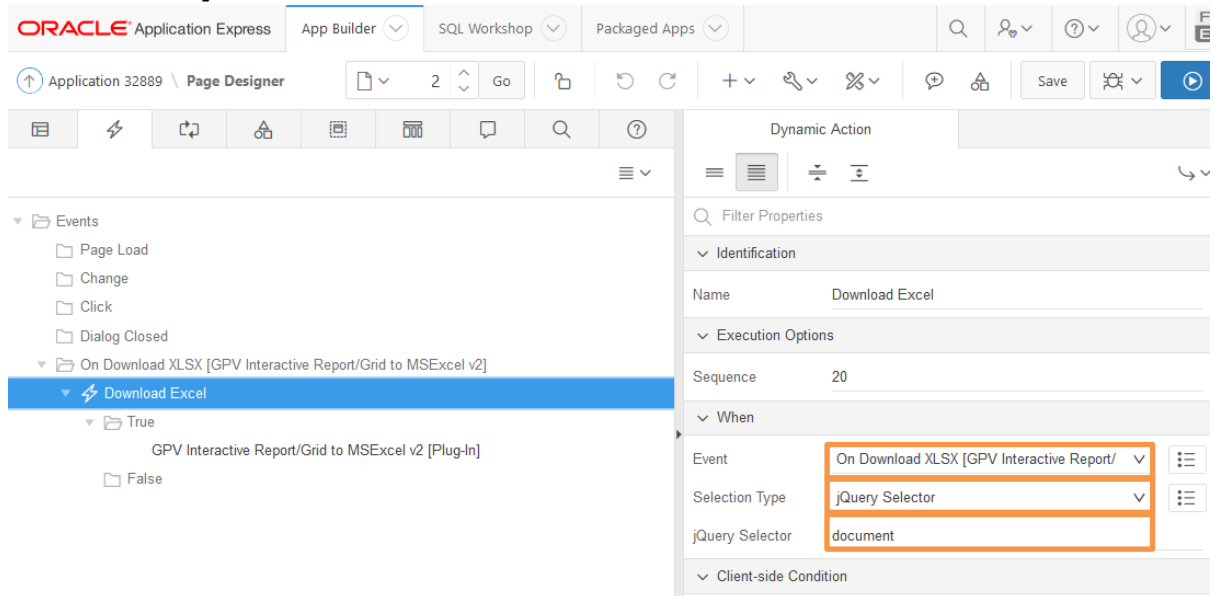 ORACLE Application Express App Builder SQL Workshop Packaged Apps
Application 32889 \ Page Designer 2 Go Save
Dynamic Action
Filter Properties
Events
Page Load
Change
Click
Dialog Closed
On Download XLSX [GPV Interactive Report/Grid to MSExcel v2]
Download Excel
True
GPV Interactive Report/Grid to MSExcel v2 [Plug-In]
False
Identification
Name Download Excel
Execution Options
Sequence 20
When
Event On Download XLSX [GPV Interactive Report/
Selection Type jQuery Selector
jQuery Selector document
Client-side Condition